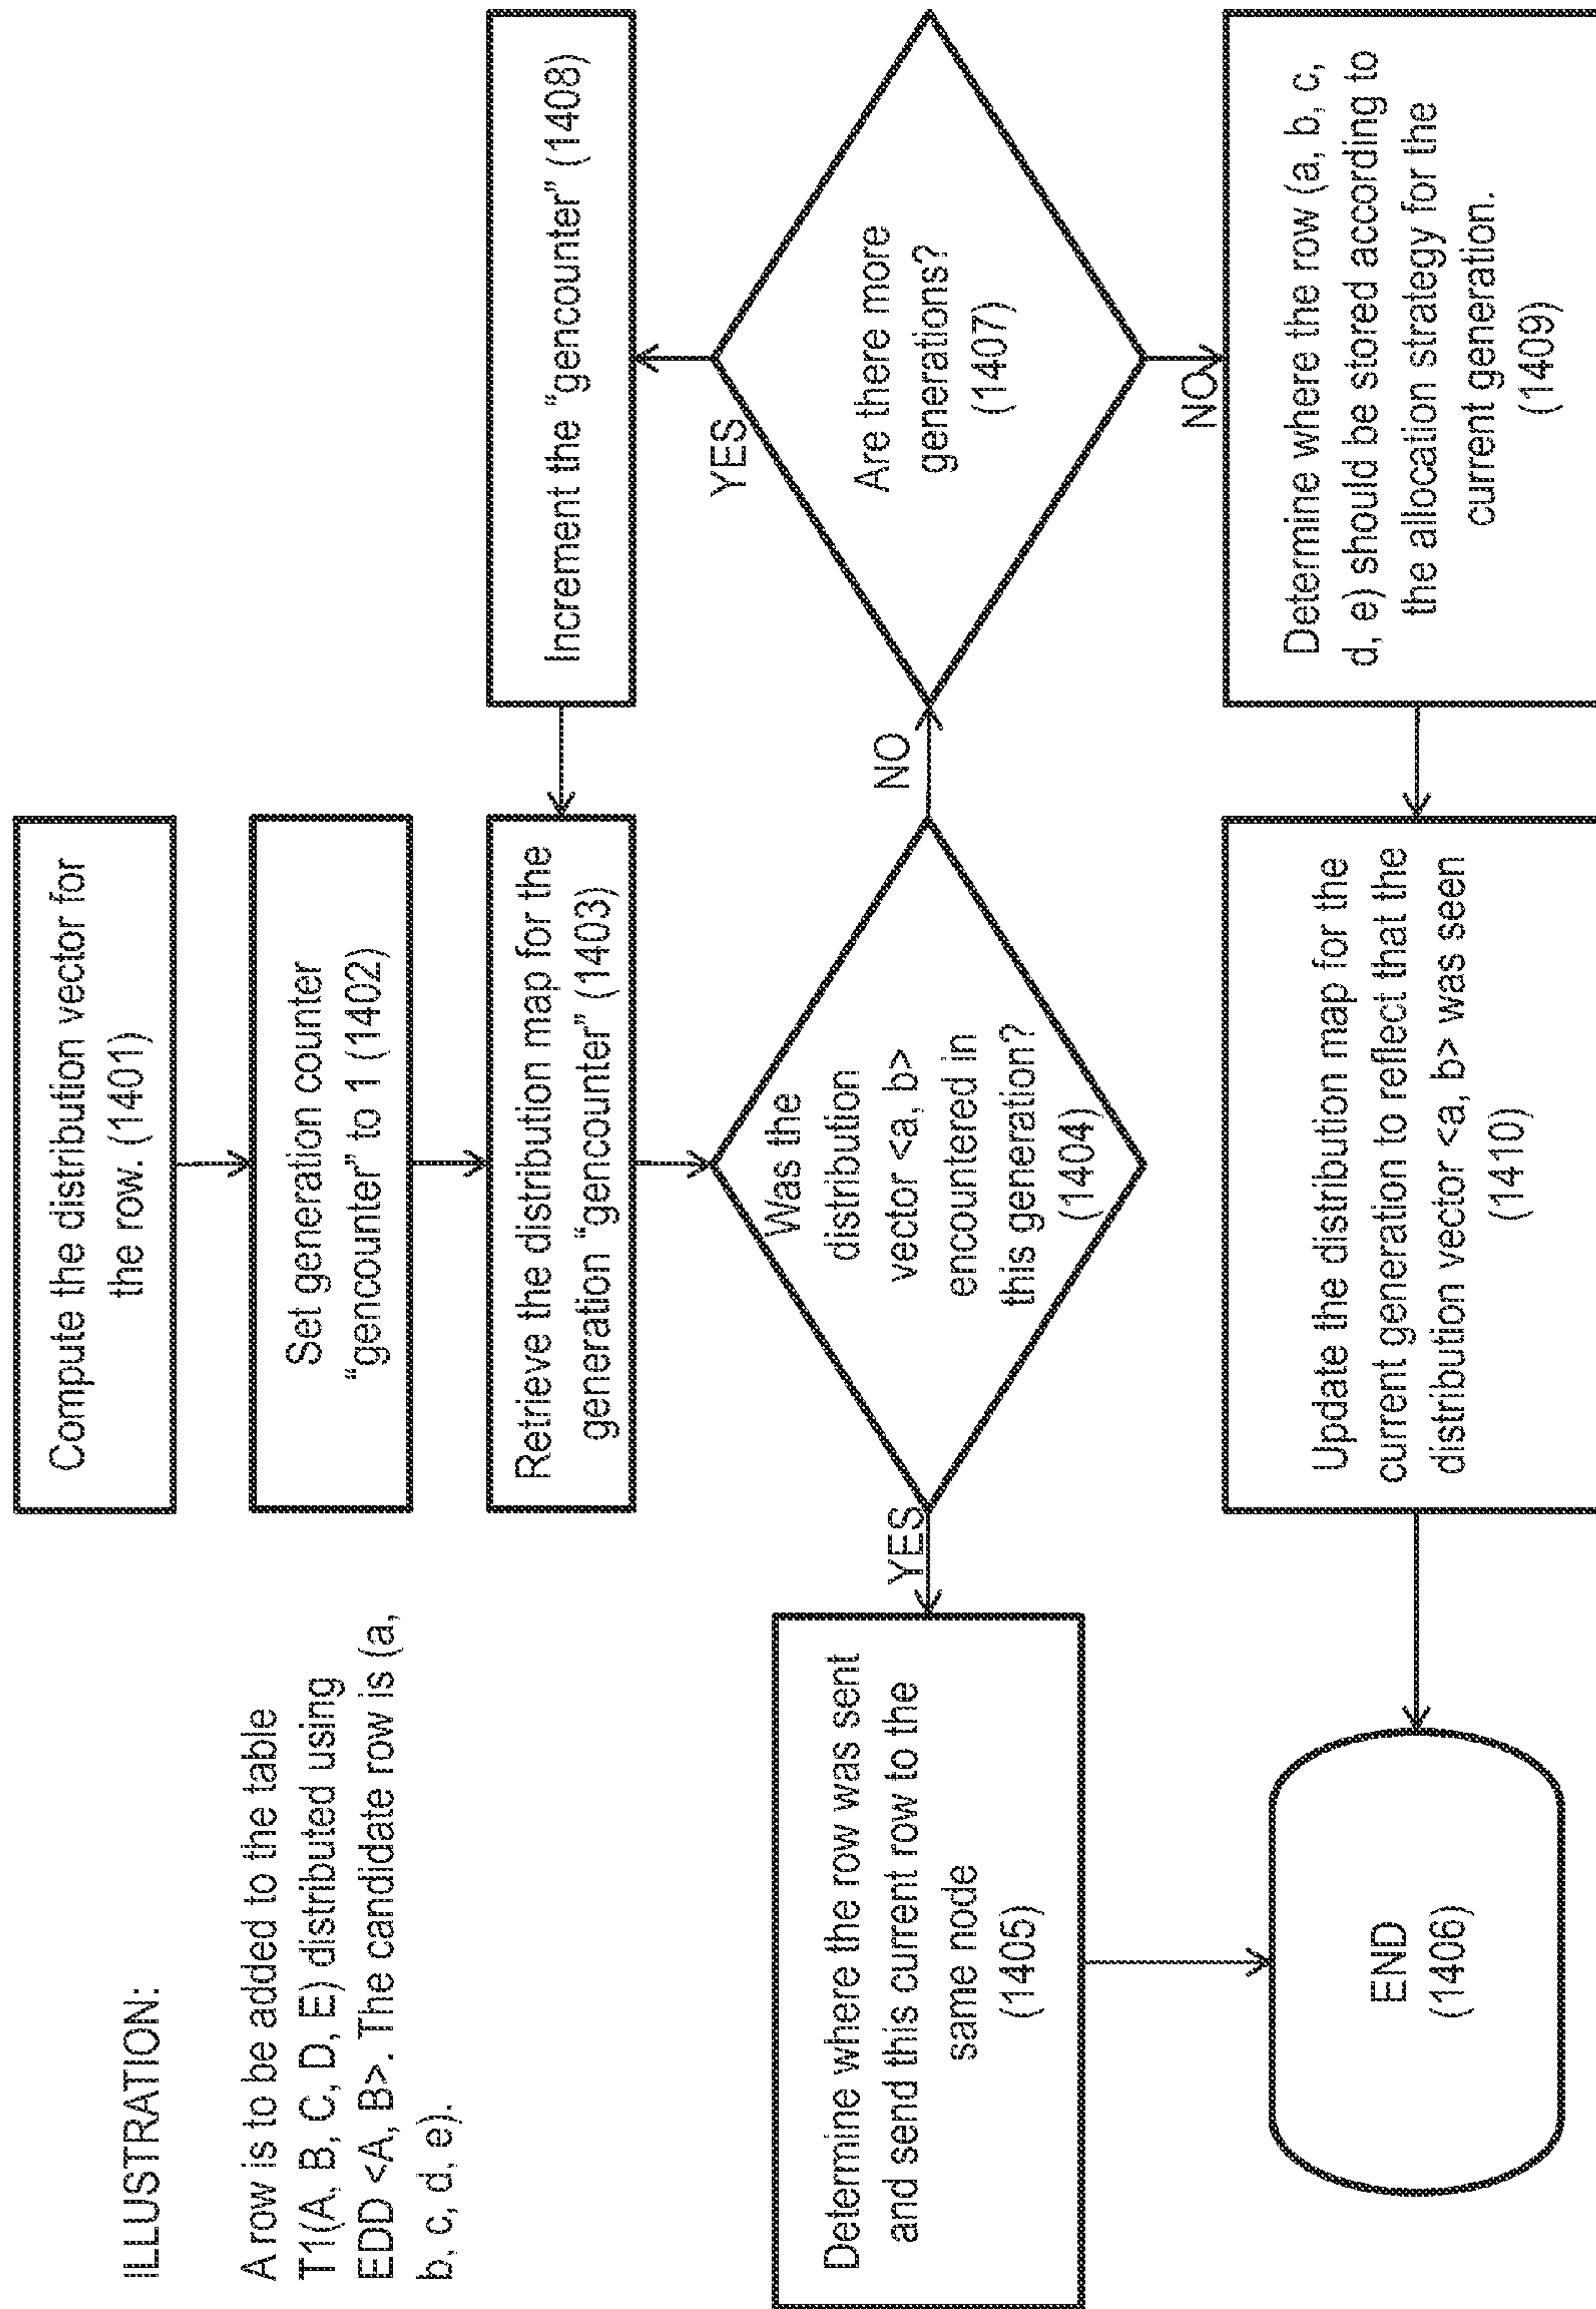 ILLUSTRATION:
A row is to be added to the table
T1(A, B, C, D, E) distributed using
EDD <A, B>. The candidate row is (a,
b, c, d, e).
Compute the distribution vector for
the row. (1401)
Set generation counter
“gencounter” to 1 (1402)
Retrieve the distribution map for the
generation “gencounter” (1403)
Increment the “gencounter” (1408)
Was the
distribution
vector <a, b>
encountered in
this generation?
(1404)
YES
NO
Determine where the row was sent
and send this current row to the
same node
(1405)
Are there more
generations?
(1407)
YES
NO
Determine where the row (a, b, c,
d, e) should be stored according to
the allocation strategy for the
current generation.
(1409)
Update the distribution map for the
current generation to reflect that the
distribution vector <a, b> was seen
(1410)
END
(1406)